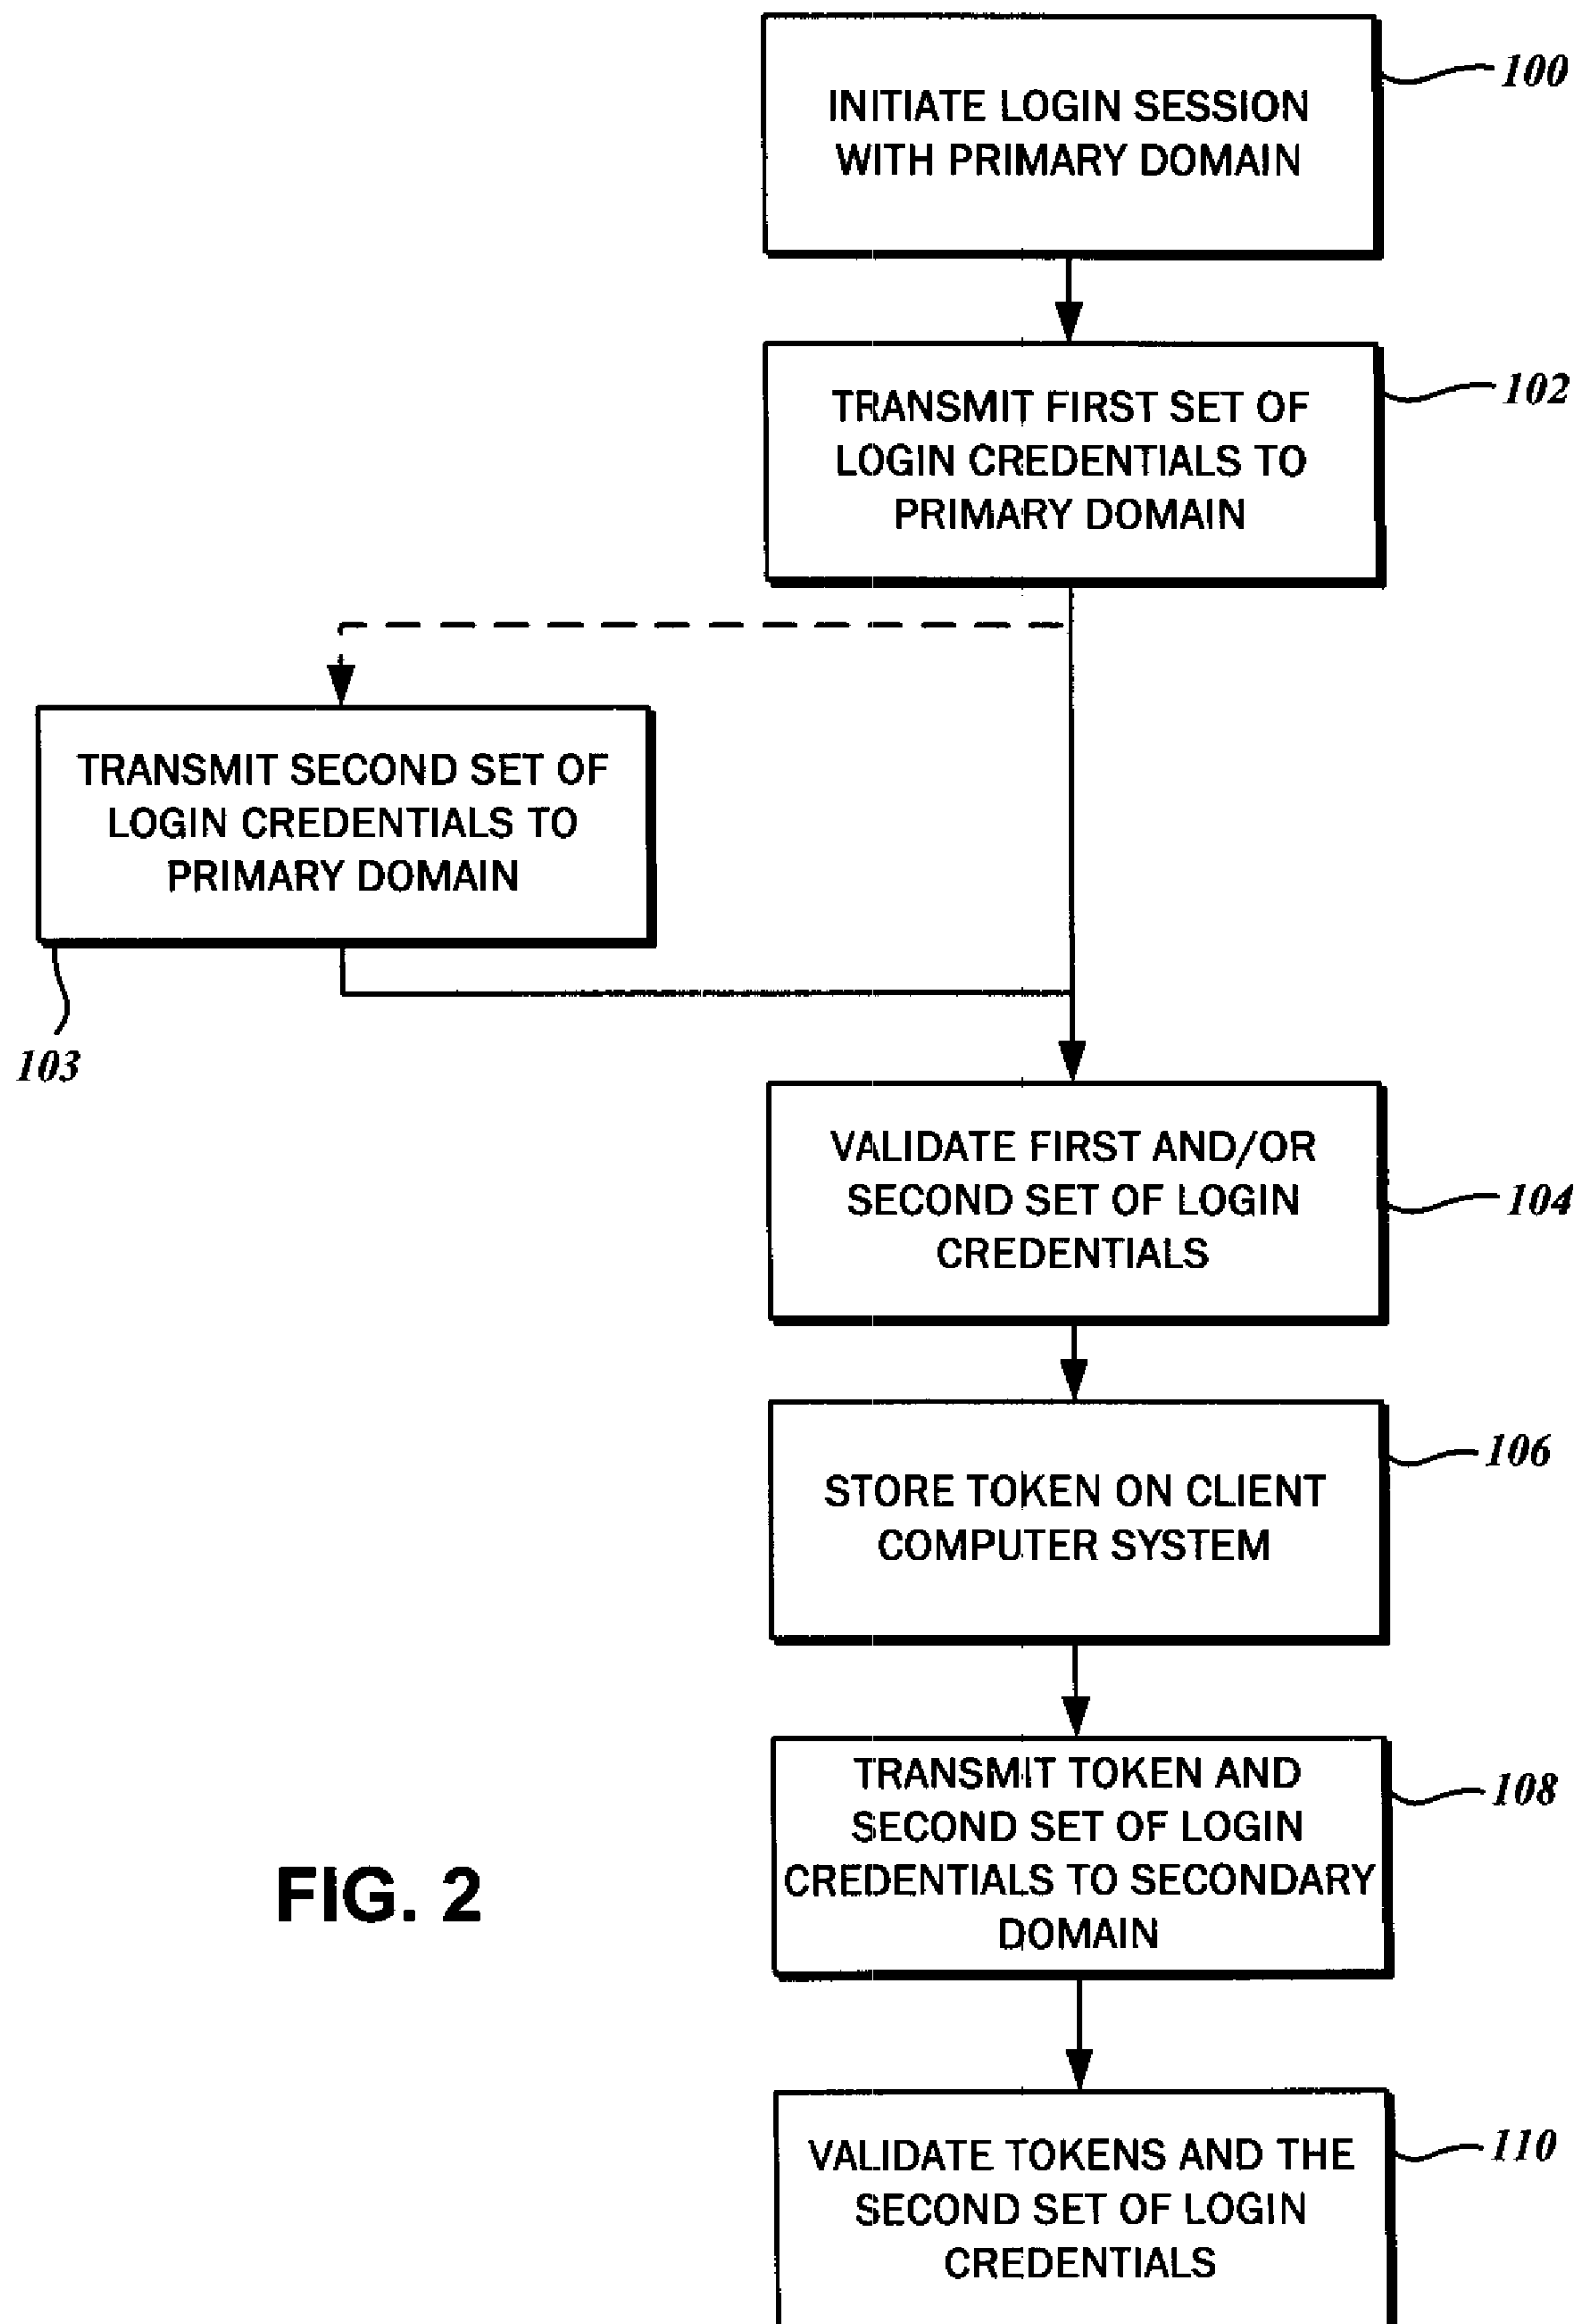 INITIATE LOGIN SESSION
WITH PRIMARY DOMAIN
100
TRANSMIT FIRST SET OF
LOGIN CREDENTIALS TO
PRIMARY DOMAIN
102
TRANSMIT SECOND SET OF
LOGIN CREDENTIALS TO
PRIMARY DOMAIN
103
VALIDATE FIRST AND/OR
SECOND SET OF LOGIN
CREDENTIALS
104
STORE TOKEN ON CLIENT
COMPUTER SYSTEM
106
TRANSMIT TOKEN AND
SECOND SET OF LOGIN
CREDENTIALS TO SECONDARY
DOMAIN
108
FIG. 2
VALIDATE TOKENS AND THE
SECOND SET OF LOGIN
CREDENTIALS
110